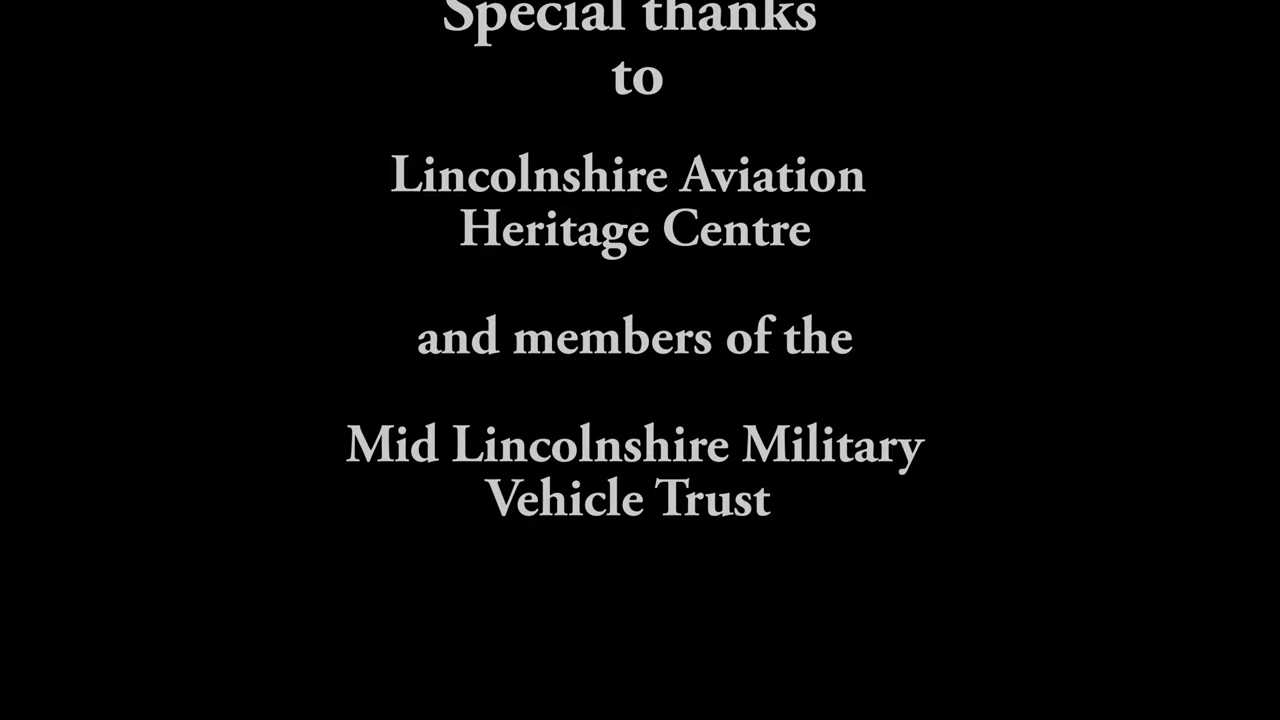 Special thanks
to
Lincolnshire Aviation
Heritage Centre
and members of the
Mid Lincolnshire Military
Vehicle Trust